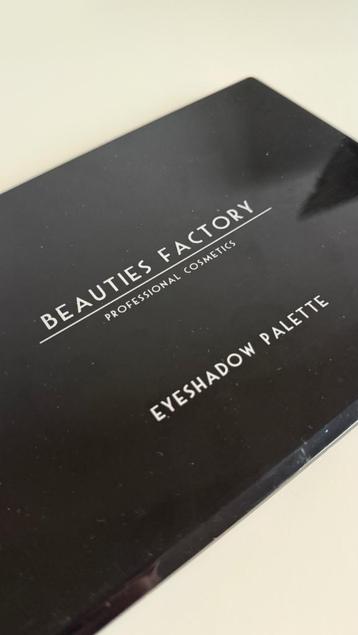 BEAUTIES FACTORY
PROFESSIONAL COSMETICS
EYESHADOW PALETTE